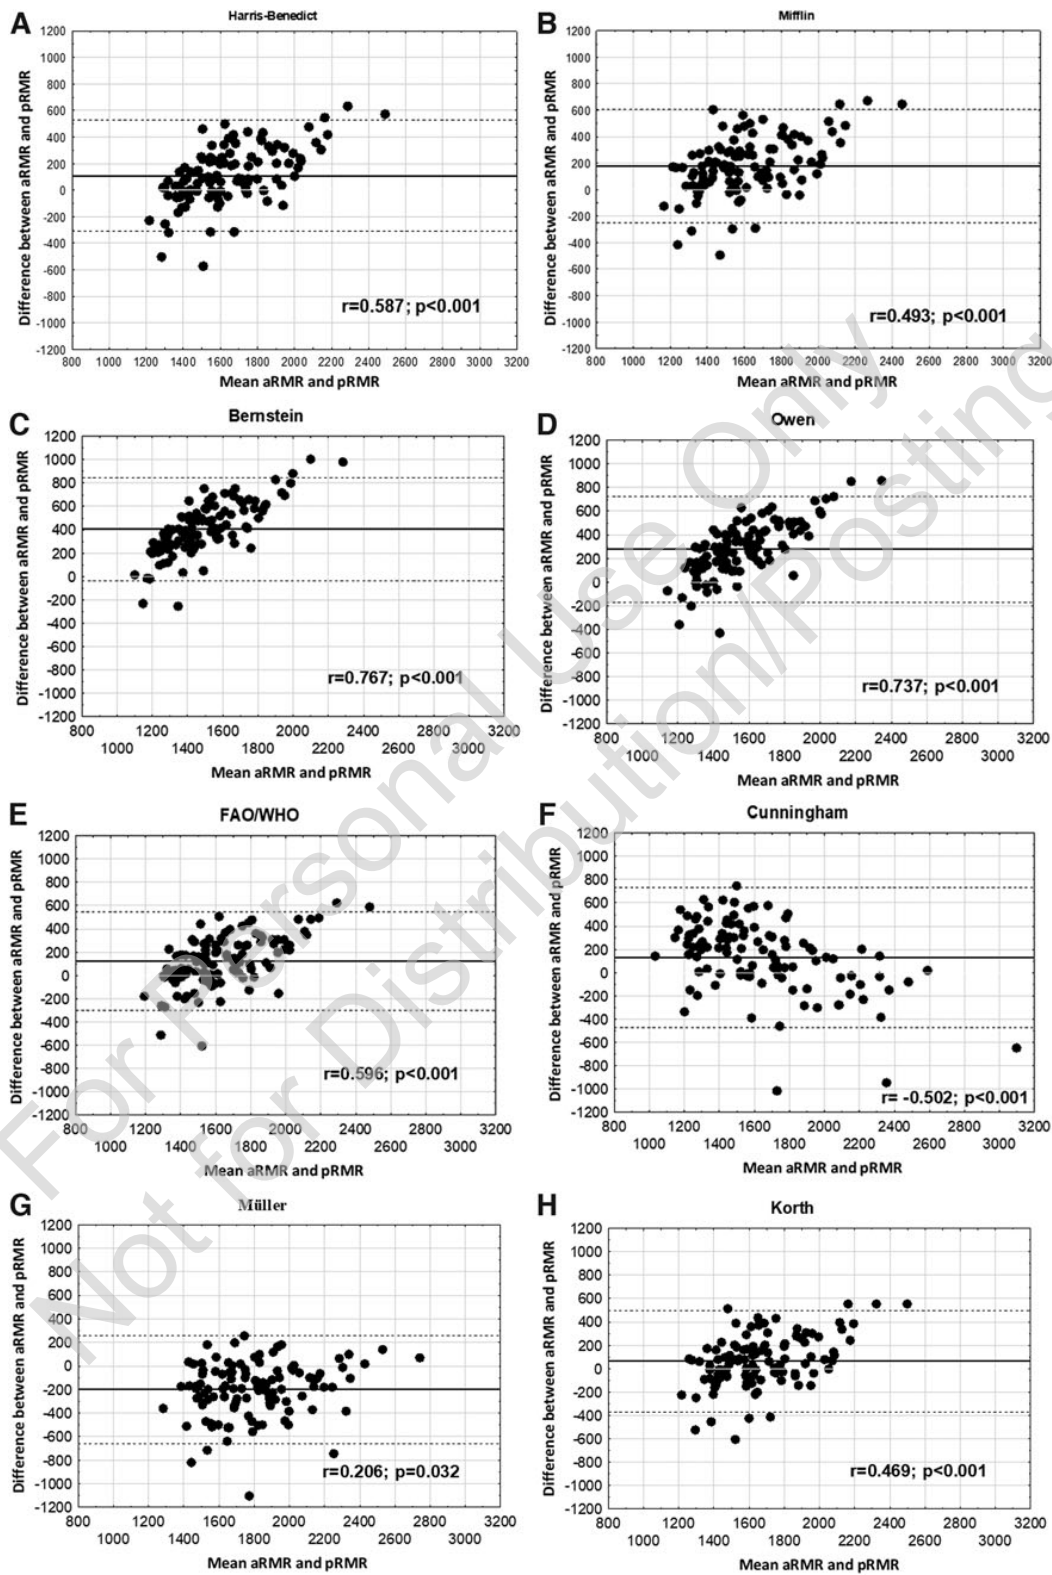 A
Harris-Benedict
Difference between aRMR and pRMR
1200
1000
800
600
400
200
0
-200
-400
-600
-800
-1000
-1200
r=0.587; p<0.001
800 1000 1200 1400 1600 1800 2000 2200 2400 2600 2800 3000 3200
Mean aRMR and pRMR
B
Mifflin
Difference between aRMR and pRMR
1200
1000
800
600
400
200
0
-200
-400
-600
-800
-1000
-1200
r=0.493; p<0.001
800 1000 1200 1400 1600 1800 2000 2200 2400 2600 2800 3000 3200
Mean aRMR and pRMR
C
Bernstein
Difference between aRMR and pRMR
1200
1000
800
600
400
200
0
-200
-400
-600
-800
-1000
-1200
r=0.767; p<0.001
800 1200 1600 2000 2400 2800 3200
1000 1400 1800 2200 2600 3000
Mean aRMR and pRMR
D
Owen
Difference between aRMR and pRMR
1200
1000
800
600
400
200
0
-200
-400
-600
-800
-1000
-1200
r=0.737; p<0.001
800 1200 1600 2000 2400 2800 3200
1000 1400 1800 2200 2600 3000
Mean aRMR and pRMR
E
FAO/WHO
Difference between aRMR and pRMR
1200
1000
800
600
400
200
0
-200
-400
-600
-800
-1000
-1200
r=0.596; p<0.001
800 1200 1600 2000 2400 2800 3200
1000 1400 1800 2200 2600 3000
Mean aRMR and pRMR
F
Cunningham
Difference between aRMR and pRMR
1200
1000
800
600
400
200
0
-200
-400
-600
-800
-1000
-1200
r= -0.502; p<0.001
800 1200 1600 2000 2400 2800 3200
1000 1400 1800 2200 2600 3000
Mean aRMR and pRMR
G
Müller
Difference between aRMR and pRMR
1200
1000
800
600
400
200
0
-200
-400
-600
-800
-1000
-1200
r=0.206; p=0.032
800 1200 1600 2000 2400 2800 3200
1000 1400 1800 2200 2600 3000
Mean aRMR and pRMR
H
Korth
Difference between aRMR and pRMR
1200
1000
800
600
400
200
0
-200
-400
-600
-800
-1000
-1200
r=0.469; p<0.001
800 1200 1600 2000 2400 2800 3200
1000 1400 1800 2200 2600 3000
Mean aRMR and pRMR
For Personal Use Only
Not for Distribution/Posting